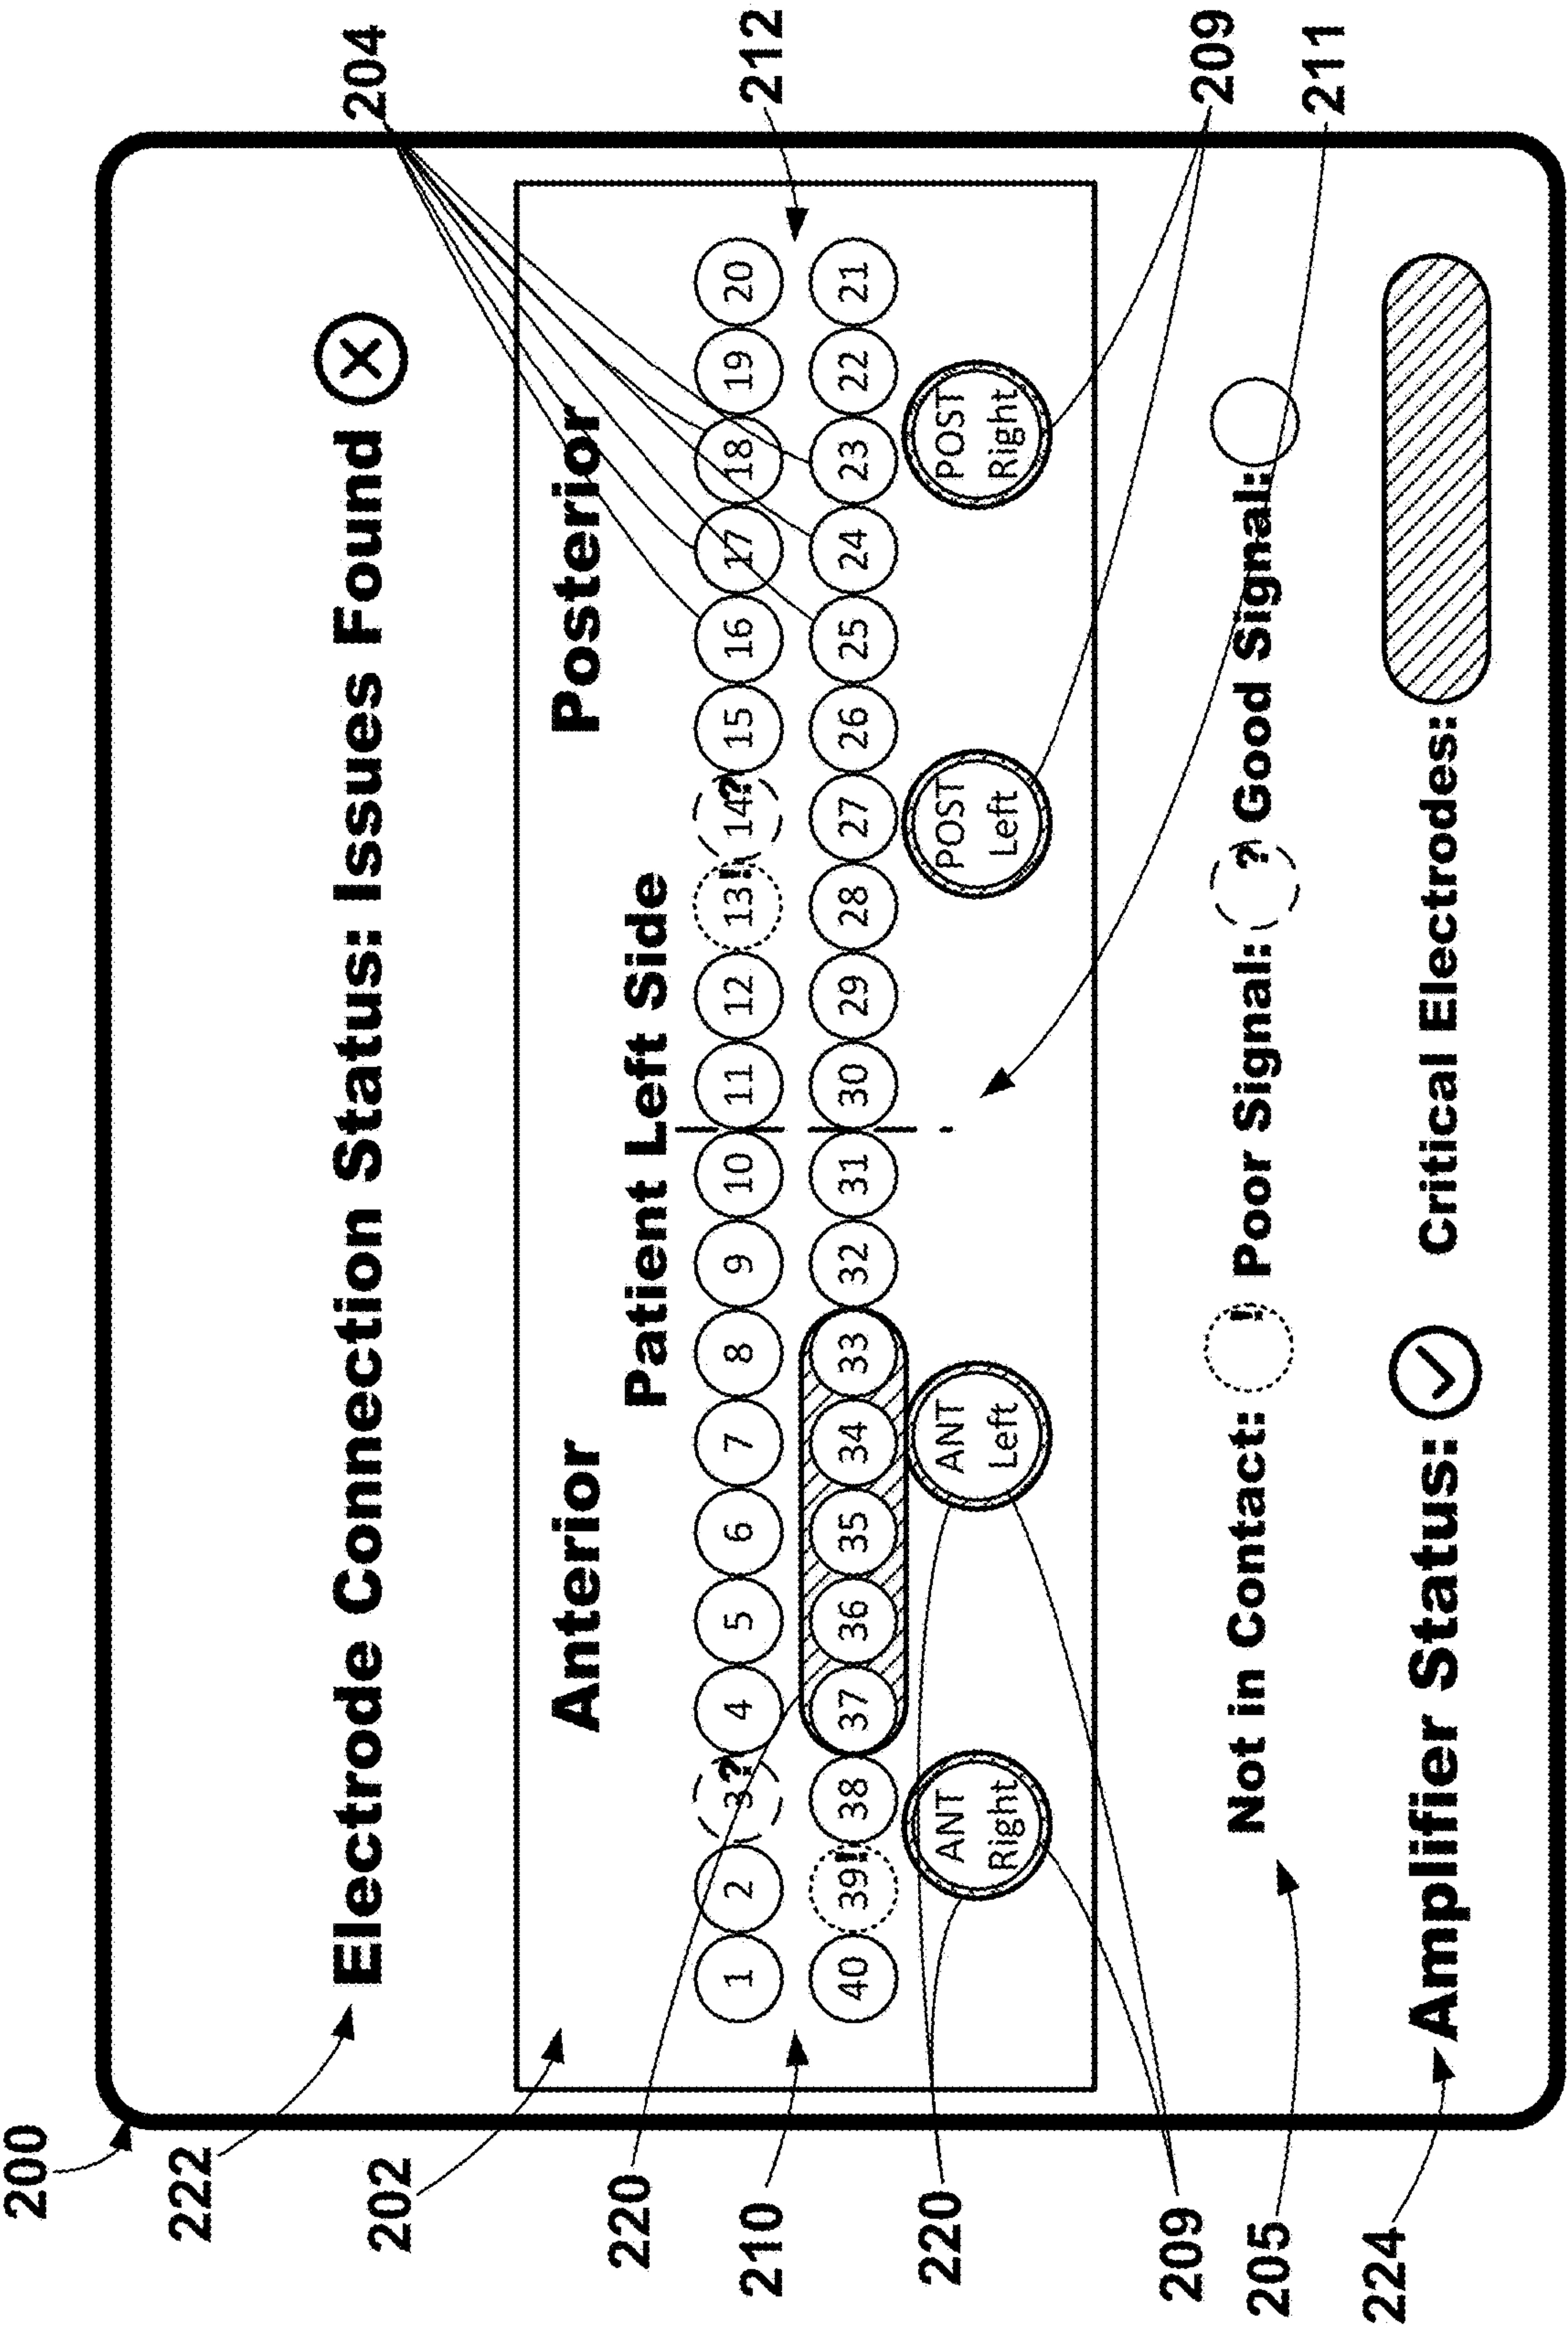 200
222
202
220
210
220
209
205
224
204
212
209
211
Electrode Connection Status: Issues Found
Anterior Posterior
Patient Left Side
1 2 3? 4 5 6 7 8 9 10 11 12 13! 14? 15 16 17 18 19 20
40 39! 38 37 36 35 34 33 32 31 30 29 28 27 26 25 24 23 22 21
ANT Right
ANT Left
POST Left
POST Right
Not in Contact: ! Poor Signal: ? Good Signal:
Amplifier Status: Critical Electrodes: